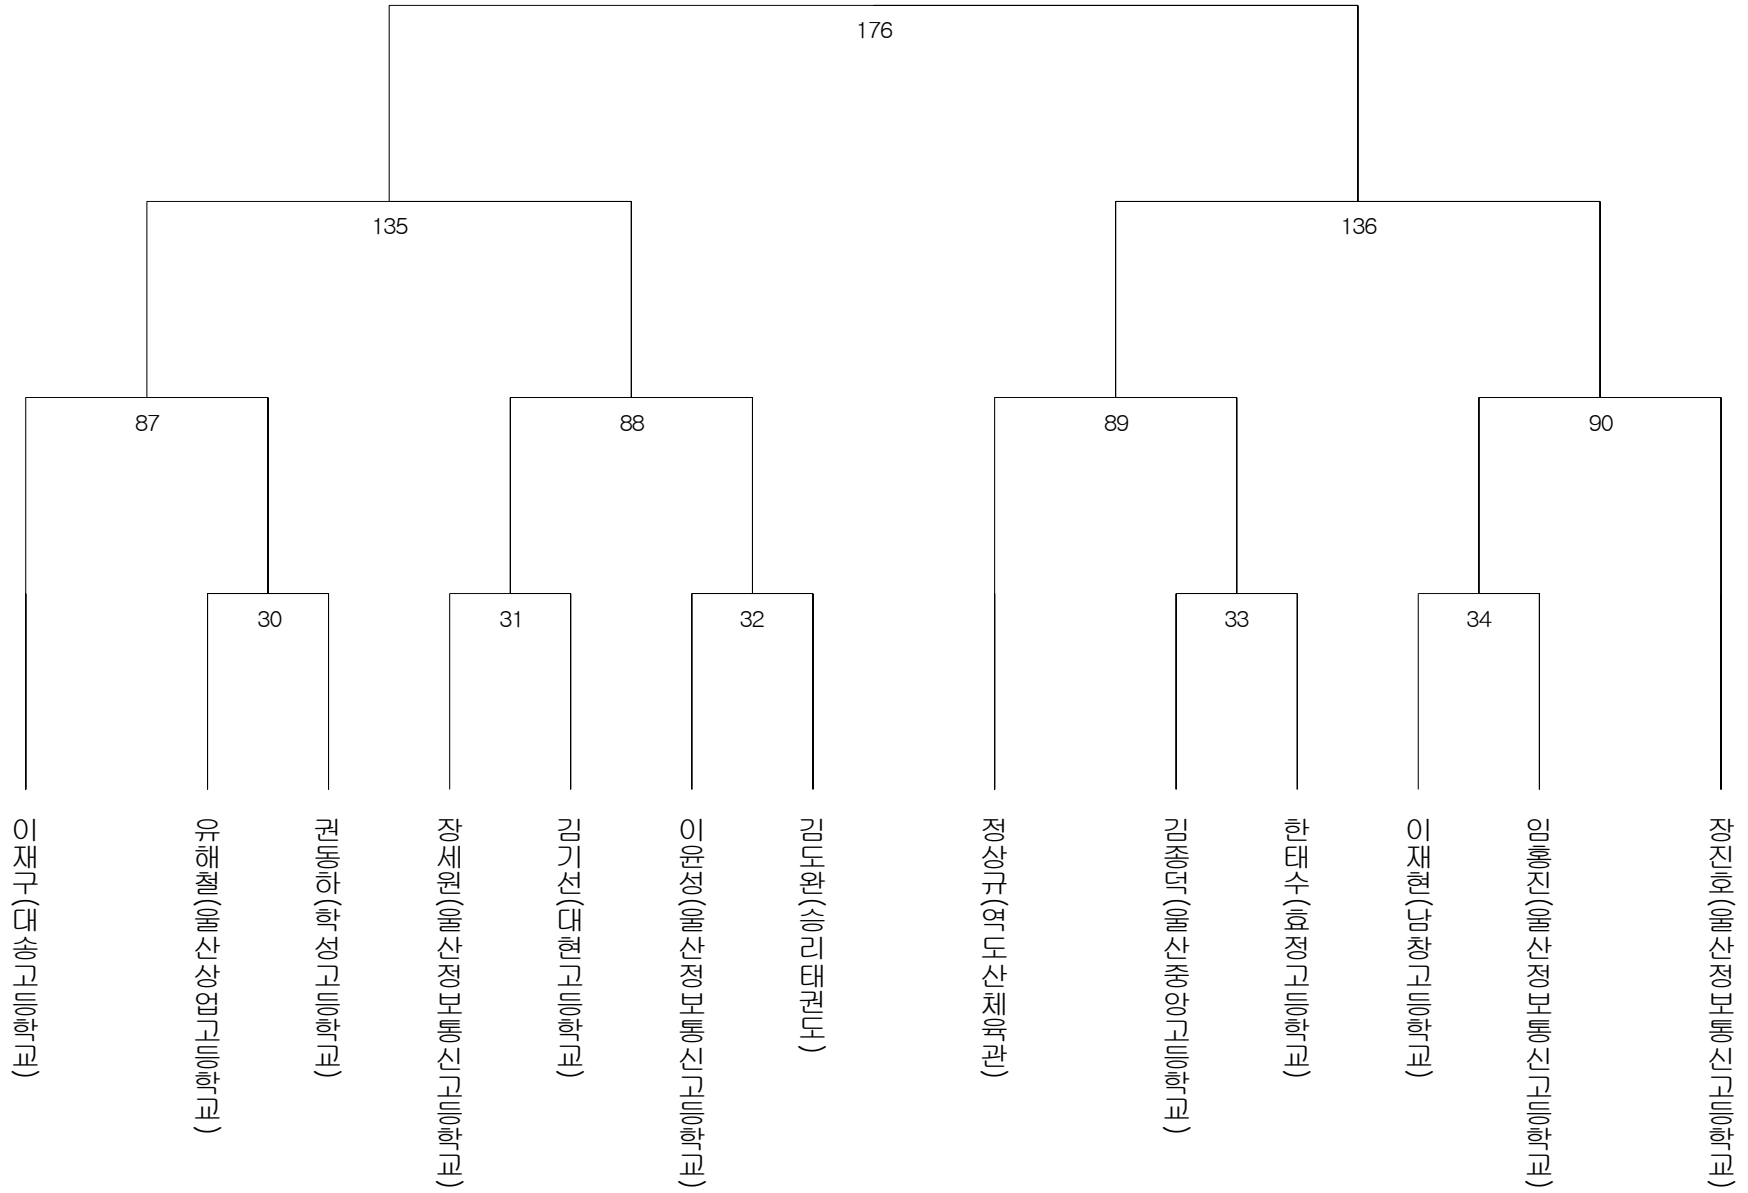 176
135
136
87
88
89
90
30
31
32
33
34
이재구(대송고등학교)
유해철(울산상업고등학교)
권동하(학성고등학교)
장세원(울산정보통신고등학교)
김기선(대현고등학교)
이윤성(울산정보통신고등학교)
김도완(승리태권도)
정상규(역도산체육관)
김종덕(울산중앙고등학교)
한태수(효정고등학교)
이재현(남창고등학교)
임홍진(울산정보통신고등학교)
장진호(울산정보통신고등학교)